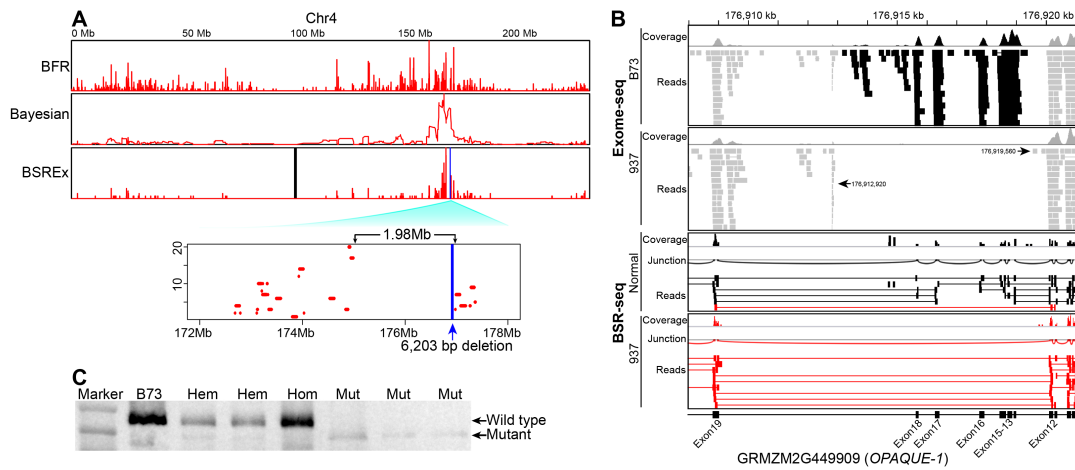 A
Chr4
0 Mb 50 Mb 100 Mb 150 Mb 200 Mb
BFR
Bayesian
BSREx
1.98Mb
20
10
172Mb 174Mb 176Mb 178Mb
6,203 bp deletion
C
Marker B73 Hem Hem Hom Mut Mut Mut
Wild type
Mutant
B
176,910 kb 176,915 kb 176,920 kb
Exome-seq
B73
Coverage
Reads
937
Coverage
176,919,560
176,912,920
Reads
BSR-seq
Normal
Coverage
Junction
Reads
937
Coverage
Junction
Reads
Exon19 Exon18 Exon17 Exon16 Exon15-13 Exon12
GRMZM2G449909 (OPAQUE-1)